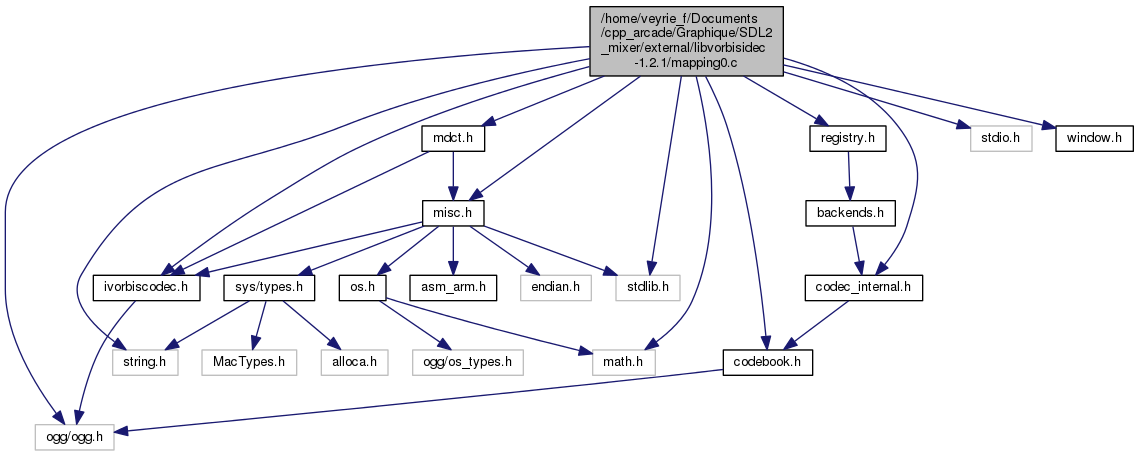 /home/veyrie_f/Documents
/cpp_arcade/Graphique/SDL2
_mixer/external/libvorbisidec
-1.2.1/mapping0.c
mdct.h
registry.h
stdio.h
window.h
misc.h
backends.h
ivorbiscodec.h
sys/types.h
os.h
asm_arm.h
endian.h
stdlib.h
codec_internal.h
string.h
MacTypes.h
alloca.h
ogg/os_types.h
math.h
codebook.h
ogg/ogg.h